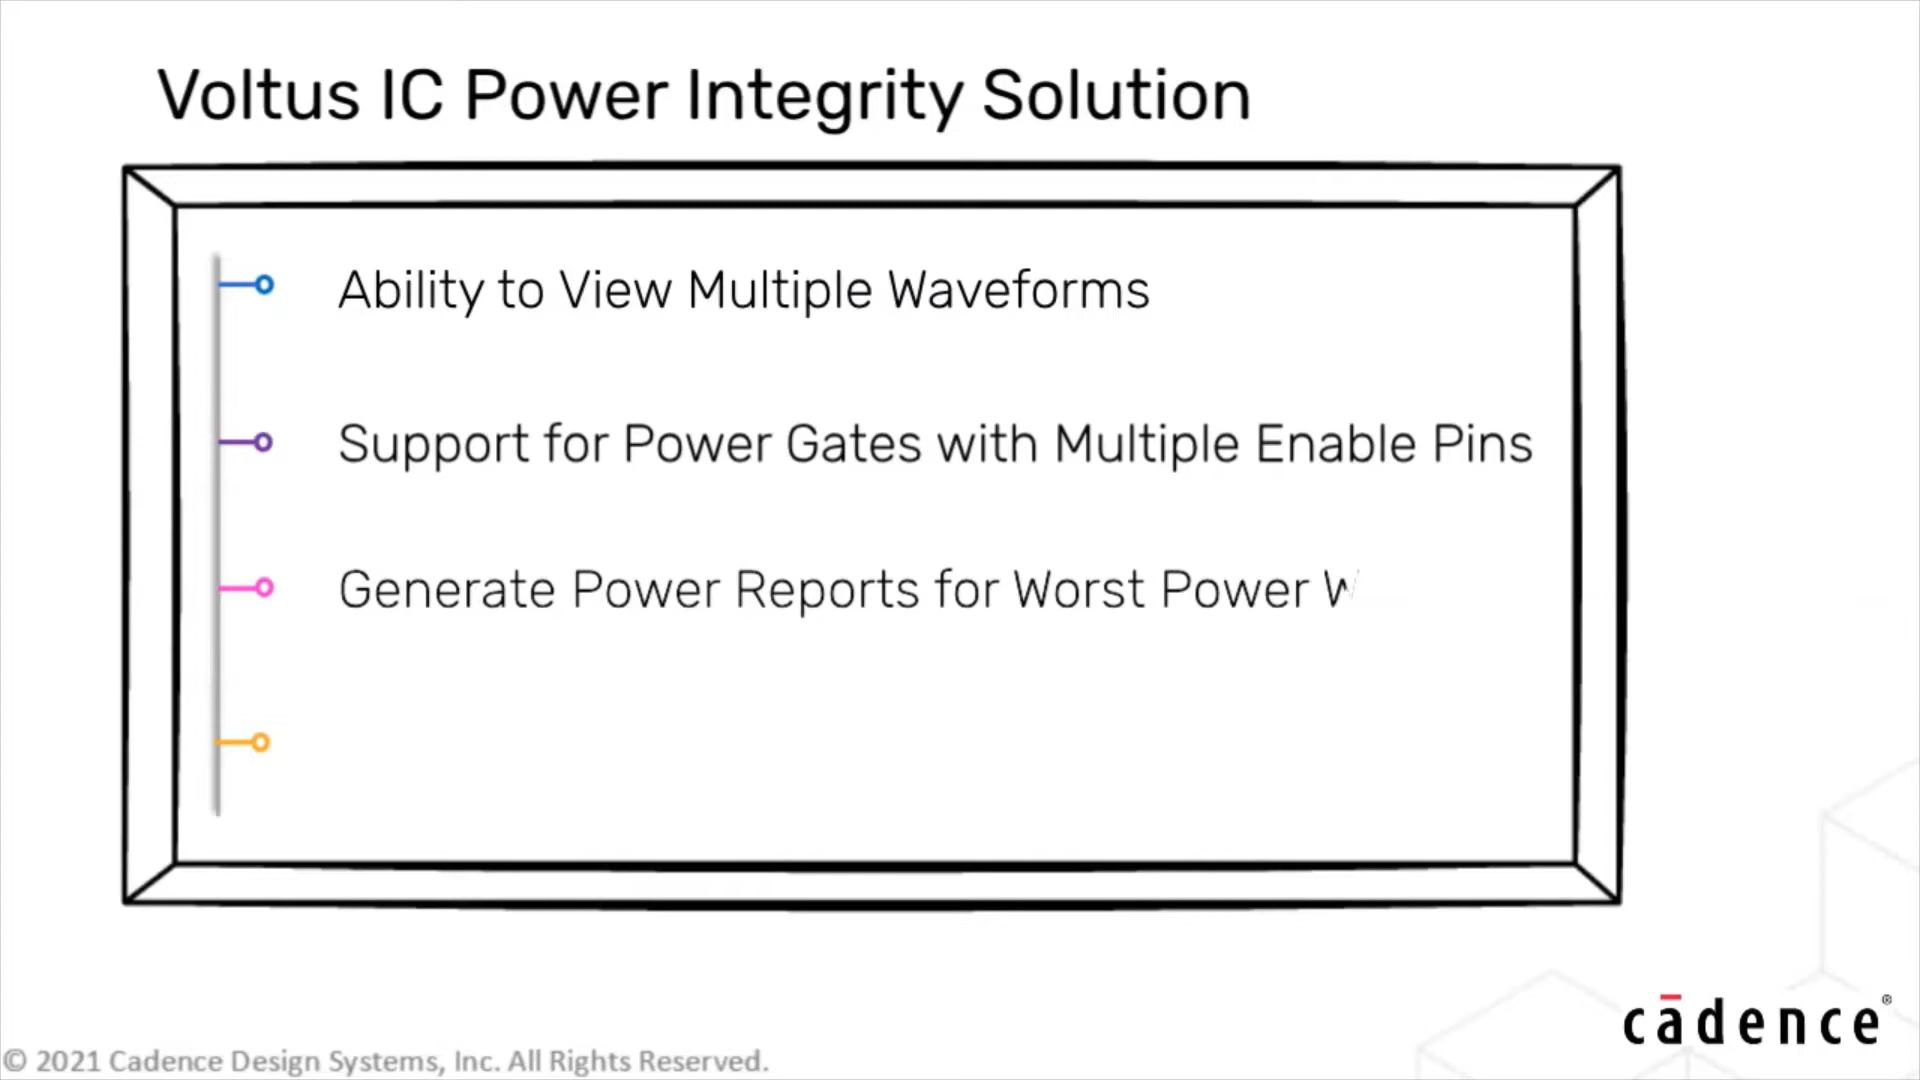 Voltus IC Power Integrity Solution
Ability to View Multiple Waveforms
Support for Power Gates with Multiple Enable Pins
Generate Power Reports for Worst Power W
cādence®
© 2021 Cadence Design Systems, Inc. All Rights Reserved.